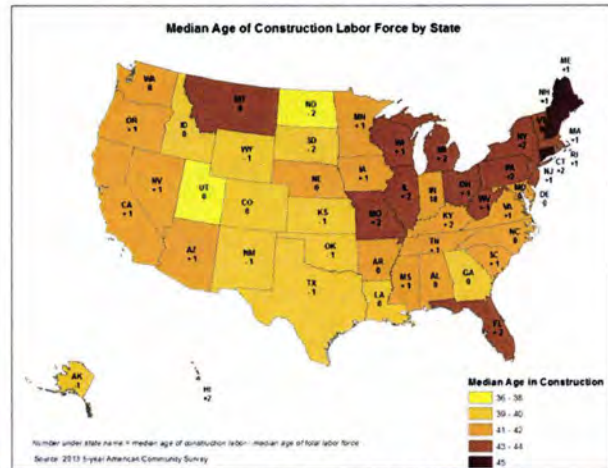 Median Age of Construction Labor Force by State
ME
+1
WA
0
NH
+1
MT
0
ND
-2
MN
+1
VT
OR
+1
ID
0
MA
+1
SD
-2
WI
+1
NY
+2
WY
-1
MI
+2
RI
+1
CT
+2
IA
+1
PA
NJ
+1
NE
0
NV
+1
OH
+1
UT
0
IL
+2
IN
MD
DE
0
CO
0
WV
+1
CA
+1
KS
-1
MO
+2
VA
+1
KY
+2
NC
0
TN
+1
AZ
+1
OK
-1
NM
-1
AR
0
SC
+1
MS
+1
AL
0
GA
0
TX
-1
LA
0
FL
+2
AK
-1
HI
+2
Median Age in Construction
36 - 38
39 - 40
41 - 42
43 - 44
45
Number under state name = median age of construction labor - median age of total labor force
Source: 2013 5-year American Community Survey